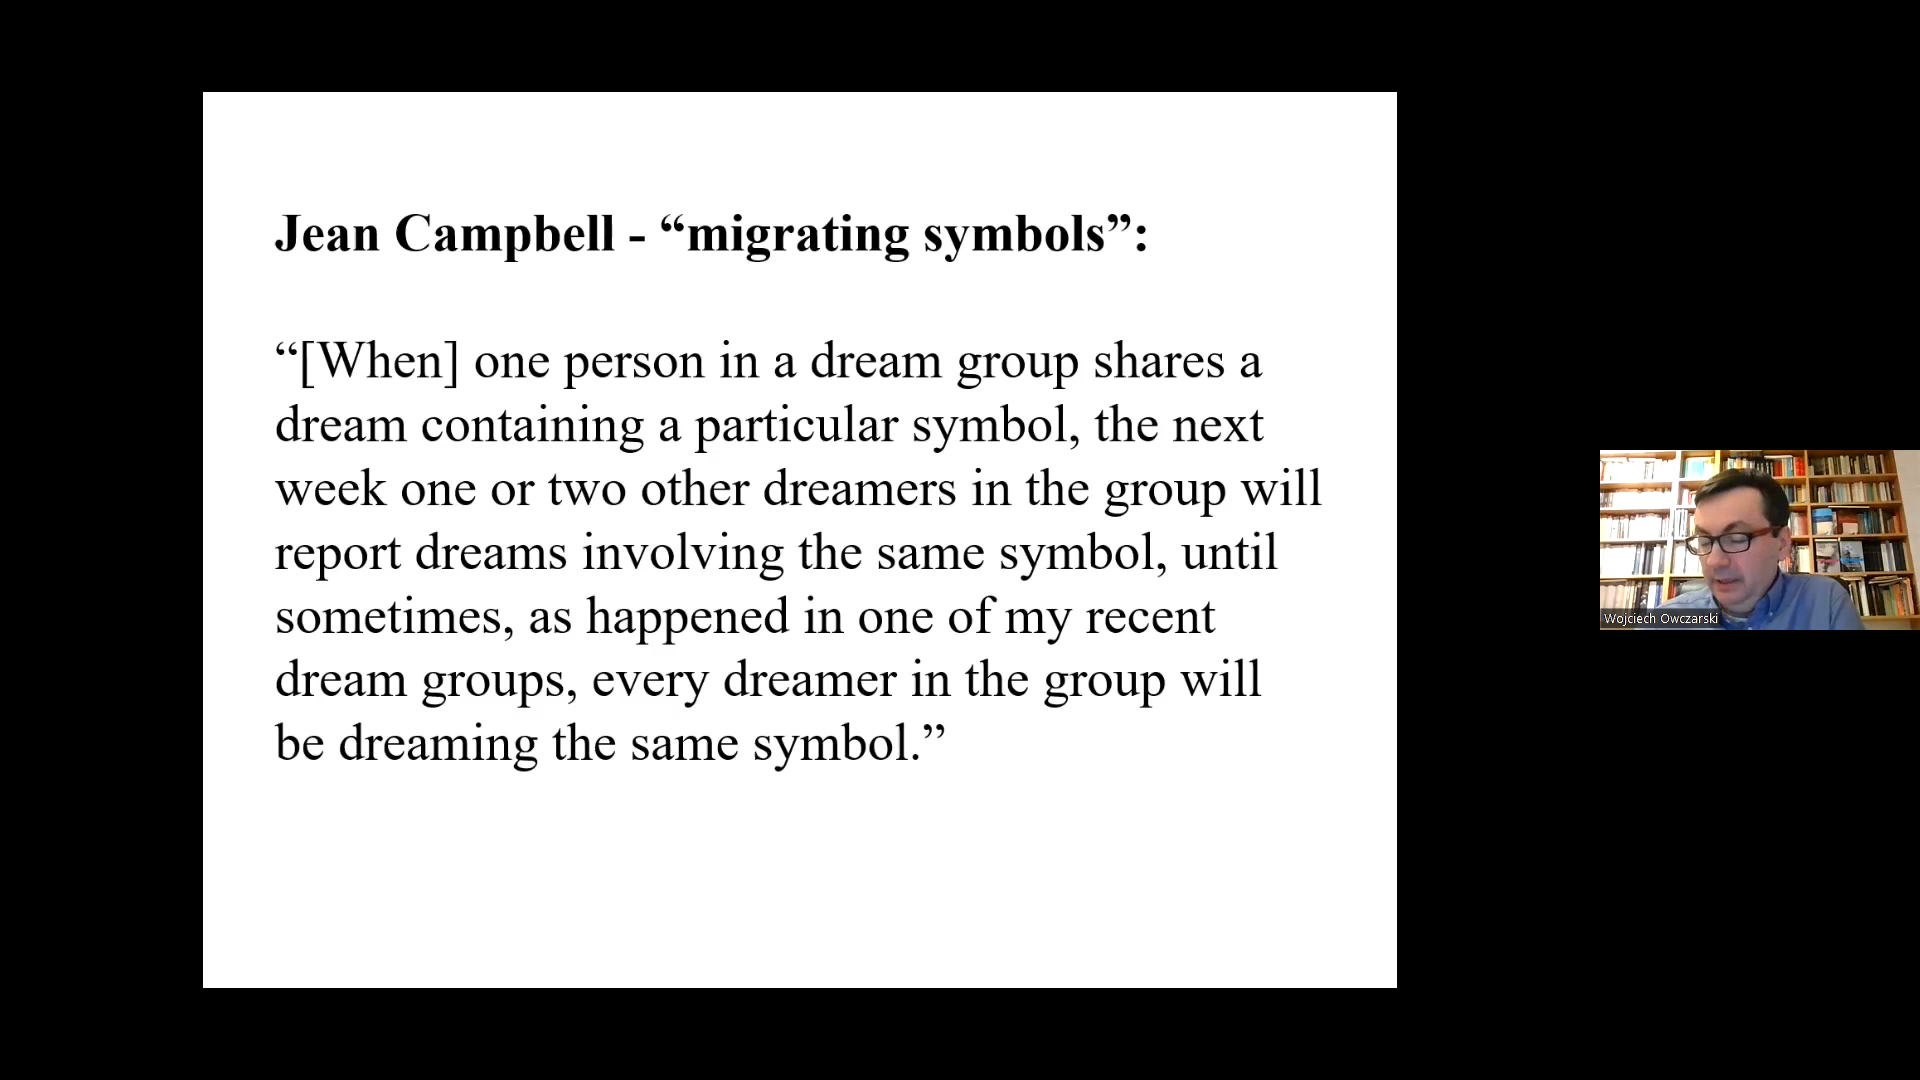 Jean Campbell - “migrating symbols”:
“[When] one person in a dream group shares a
dream containing a particular symbol, the next
week one or two other dreamers in the group will
report dreams involving the same symbol, until
sometimes, as happened in one of my recent
dream groups, every dreamer in the group will
be dreaming the same symbol.”
Wojciech Owczarski